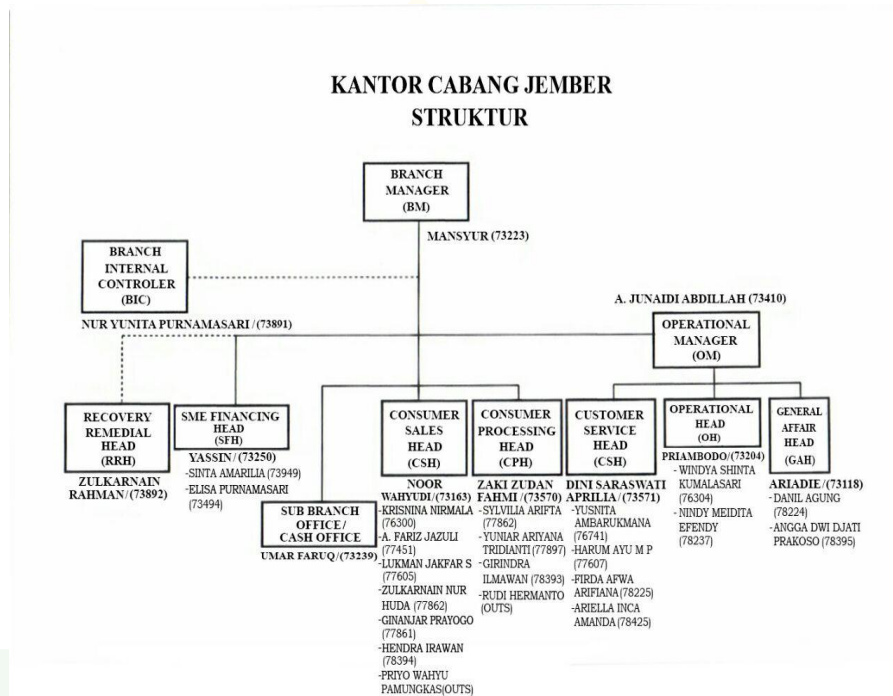 KANTOR CABANG JEMBER
STRUKTUR
BRANCH
MANAGER
(BM)
MANSYUR (73223)
BRANCH
INTERNAL
CONTROLER
(BIC)
NUR YUNITA PURNAMASARI /(73891)
A. JUNAIDI ABDILLAH (73410)
OPERATIONAL
MANAGER
(OM)
RECOVERY
REMEDIAL
HEAD
(RRH)
ZULKARNAIN
RAHMAN /(73892)
SME FINANCING
HEAD
(SFH)
YASSIN /(73250)
-SINTA AMARILIA (73949)
-ELISA PURNAMASARI
(73494)
SUB BRANCH
OFFICE/
CASH OFFICE
UMAR FARUQ/(73239)
CONSUMER
SALES
HEAD
(CSH)
NOOR
WAHYUDI /(73163)
-KRISNINA NIRMALA
(76300)
-A. FARIZ JAZULI
(77451)
-LUKMAN JAKFAR S
(77605)
-ZULKARNAIN NUR
HUDA (77862)
-GINANJAR PRAYOGO
(77861)
-HENDRA IRAWAN
(78394)
-PRIYO WAHYU
PAMUNGKAS(OUTS)
CONSUMER
PROCESSING
HEAD
(CPH)
ZAKI ZUDAN
FAHMI /(73570)
-SYLVILIA ARIFTA
(77862)
-YUNIAR ARIYANA
TRIDIANTI (77897)
-GIRINDRA
ILMAWAN (78393)
-RUDI HERMANTO
(OUTS)
CUSTOMER
SERVICE
HEAD
(CSH)
DINI SARASWATI
APRILIA /(73571)
-YUSNITA
AMBARUKMANA
(76741)
-HARUM AYU M P
(77607)
-FIRDA AFWA
ARIFIANA (78225)
-ARIELLA INCA
AMANDA (78425)
OPERATIONAL
HEAD
(OH)
PRIAMBODO/(73204)
- WINDYA SHINTA
KUMALASARI
(76304)
- NINDY MEIDITA
EFENDY
(78237)
GENERAL
AFFAIR
HEAD
(GAH)
ARIADIE /(73118)
-DANIL AGUNG
(78224)
-ANGGA DWI DJATI
PRAKOSO (78395)